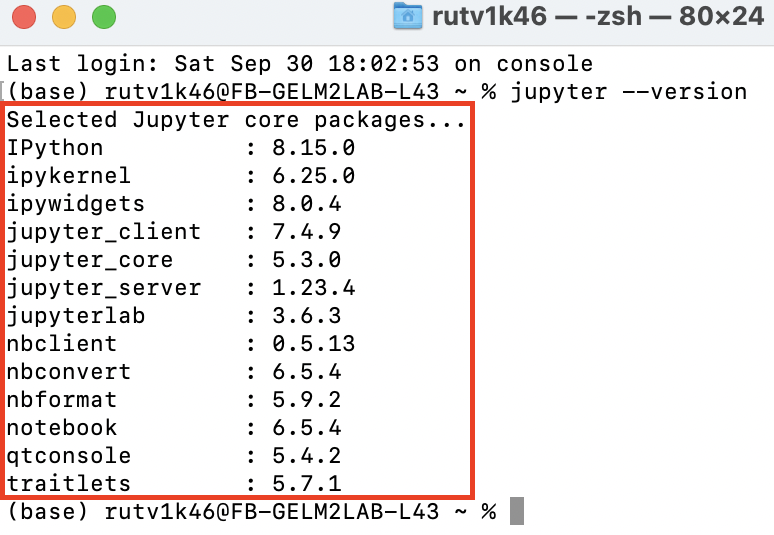 rutv1k46 — -zsh — 80×24
Last login: Sat Sep 30 18:02:53 on console
[(base) rutv1k46@FB-GELM2LAB-L43 ~ % jupyter --version
Selected Jupyter core packages...
IPython          : 8.15.0
ipykernel        : 6.25.0
ipywidgets       : 8.0.4
jupyter_client   : 7.4.9
jupyter_core     : 5.3.0
jupyter_server   : 1.23.4
jupyterlab       : 3.6.3
nbclient         : 0.5.13
nbconvert        : 6.5.4
nbformat         : 5.9.2
notebook         : 6.5.4
qtconsole        : 5.4.2
traitlets        : 5.7.1
(base) rutv1k46@FB-GELM2LAB-L43 ~ %